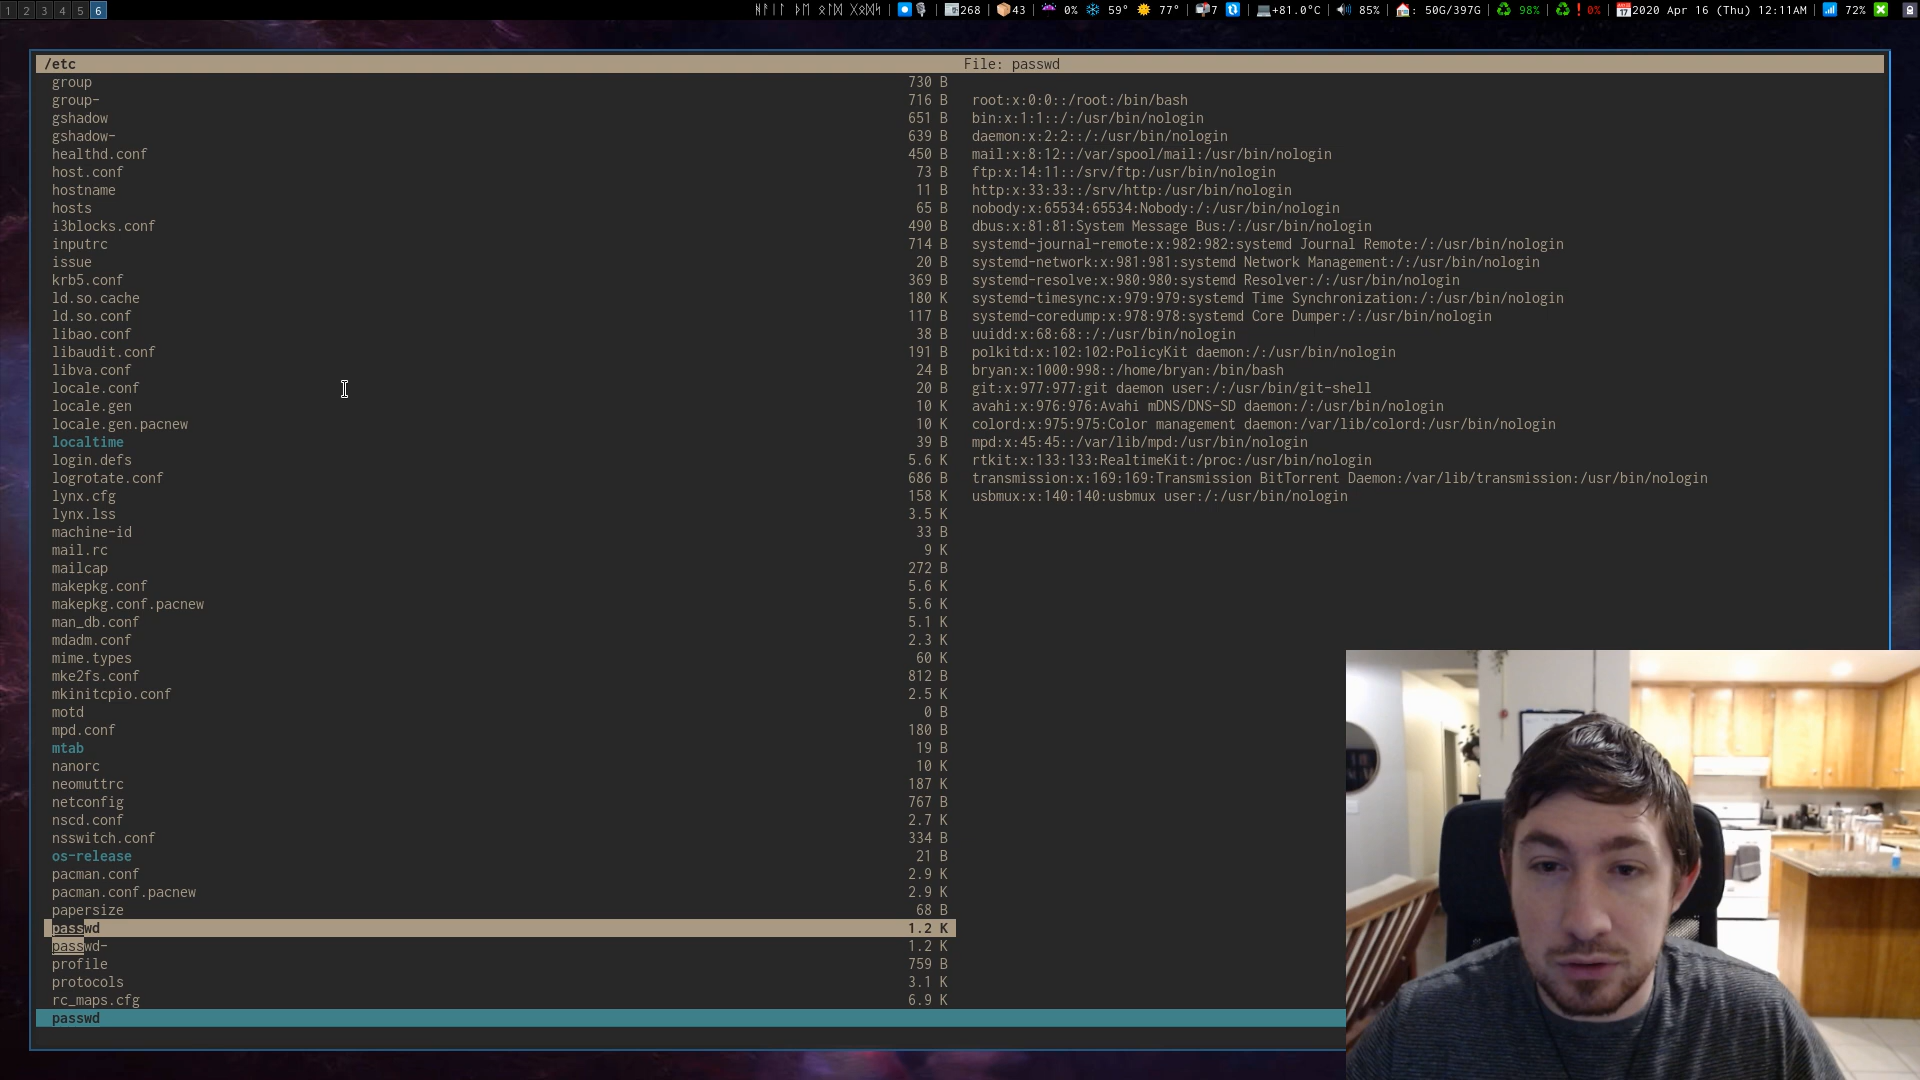 1 2 3 4 5 6
268 | 43 | 0% 59° | 77° | 7 | +81.0°C | 85% | : 50G/397G | 98% | 0% | 2020 Apr 16 (Thu) 12:11AM | 72%
/etc File: passwd
group 730 B
group- 716 B root:x:0:0::/root:/bin/bash
gshadow 651 B bin:x:1:1::/:/usr/bin/nologin
gshadow- 639 B daemon:x:2:2::/:/usr/bin/nologin
healthd.conf 450 B mail:x:8:12::/var/spool/mail:/usr/bin/nologin
host.conf 73 B ftp:x:14:11::/srv/ftp:/usr/bin/nologin
hostname 11 B http:x:33:33::/srv/http:/usr/bin/nologin
hosts 65 B nobody:x:65534:65534:Nobody:/:/usr/bin/nologin
i3blocks.conf 490 B dbus:x:81:81:System Message Bus:/:/usr/bin/nologin
inputrc 714 B systemd-journal-remote:x:982:982:systemd Journal Remote:/:/usr/bin/nologin
issue 20 B systemd-network:x:981:981:systemd Network Management:/:/usr/bin/nologin
krb5.conf 369 B systemd-resolve:x:980:980:systemd Resolver:/:/usr/bin/nologin
ld.so.cache 180 K systemd-timesync:x:979:979:systemd Time Synchronization:/:/usr/bin/nologin
ld.so.conf 117 B systemd-coredump:x:978:978:systemd Core Dumper:/:/usr/bin/nologin
libao.conf 38 B uuidd:x:68:68::/:/usr/bin/nologin
libaudit.conf 191 B polkitd:x:102:102:PolicyKit daemon:/:/usr/bin/nologin
libva.conf 24 B bryan:x:1000:998::/home/bryan:/bin/bash
locale.conf 20 B git:x:977:977:git daemon user:/:/usr/bin/git-shell
locale.gen 10 K avahi:x:976:976:Avahi mDNS/DNS-SD daemon:/:/usr/bin/nologin
locale.gen.pacnew 10 K colord:x:975:975:Color management daemon:/var/lib/colord:/usr/bin/nologin
localtime 39 B mpd:x:45:45::/var/lib/mpd:/usr/bin/nologin
login.defs 5.6 K rtkit:x:133:133:RealtimeKit:/proc:/usr/bin/nologin
logrotate.conf 686 B transmission:x:169:169:Transmission BitTorrent Daemon:/var/lib/transmission:/usr/bin/nologin
lynx.cfg 158 K usbmux:x:140:140:usbmux user:/:/usr/bin/nologin
lynx.lss 3.5 K
machine-id 33 B
mail.rc 9 K
mailcap 272 B
makepkg.conf 5.6 K
makepkg.conf.pacnew 5.6 K
man_db.conf 5.1 K
mdadm.conf 2.3 K
mime.types 60 K
mke2fs.conf 812 B
mkinitcpio.conf 2.5 K
motd 0 B
mpd.conf 180 B
mtab 19 B
nanorc 10 K
neomuttrc 187 K
netconfig 767 B
nscd.conf 2.7 K
nsswitch.conf 334 B
os-release 21 B
pacman.conf 2.9 K
pacman.conf.pacnew 2.9 K
papersize 68 B
passwd 1.2 K
passwd- 1.2 K
profile 759 B
protocols 3.1 K
rc_maps.cfg 6.9 K
passwd